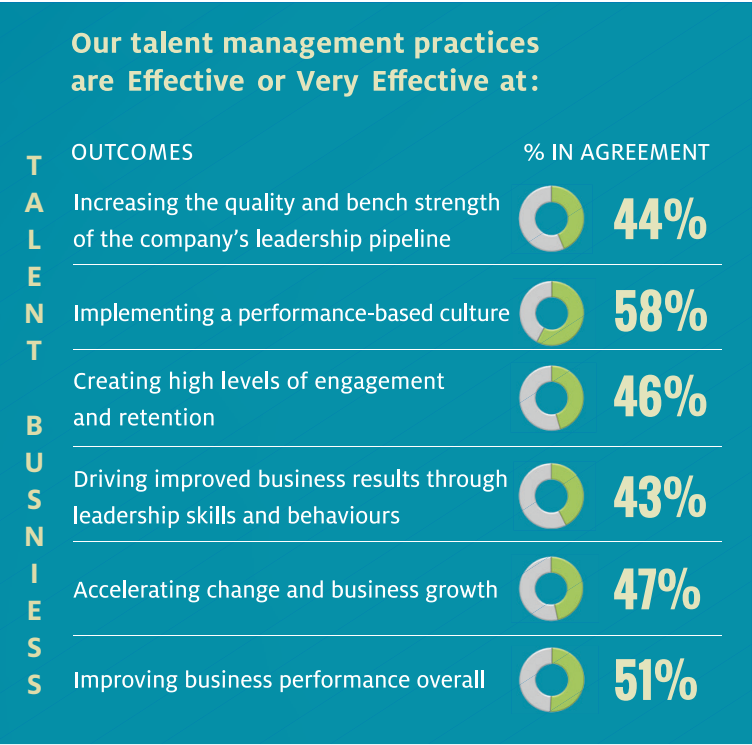 Our talent management practices
are Effective or Very Effective at:
TALENT BUSNIESS
OUTCOMES % IN AGREEMENT
Increasing the quality and bench strength
of the company’s leadership pipeline
44%
Implementing a performance-based culture
58%
Creating high levels of engagement
and retention
46%
Driving improved business results through
leadership skills and behaviours
43%
Accelerating change and business growth
47%
Improving business performance overall
51%